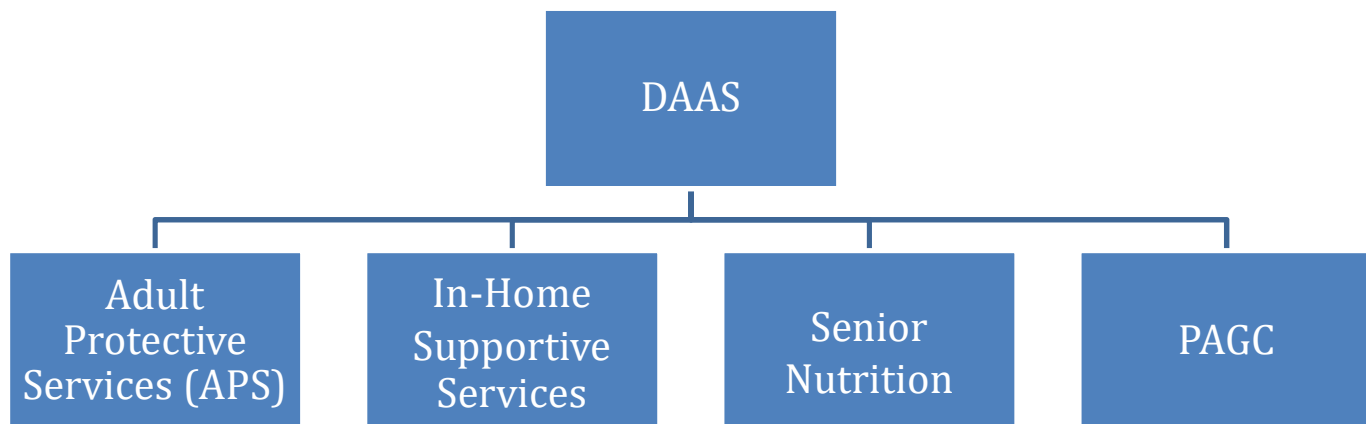 DAAS
Adult
Protective
Services (APS)
In-Home
Supportive
Services
Senior
Nutrition
PAGC